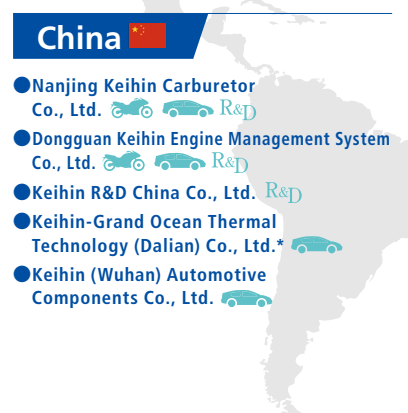 China
●Nanjing Keihin Carburetor
Co., Ltd. R&D
●Dongguan Keihin Engine Management System
Co., Ltd. R&D
●Keihin R&D China Co., Ltd. R&D
●Keihin-Grand Ocean Thermal
Technology (Dalian) Co., Ltd.*
●Keihin (Wuhan) Automotive
Components Co., Ltd.